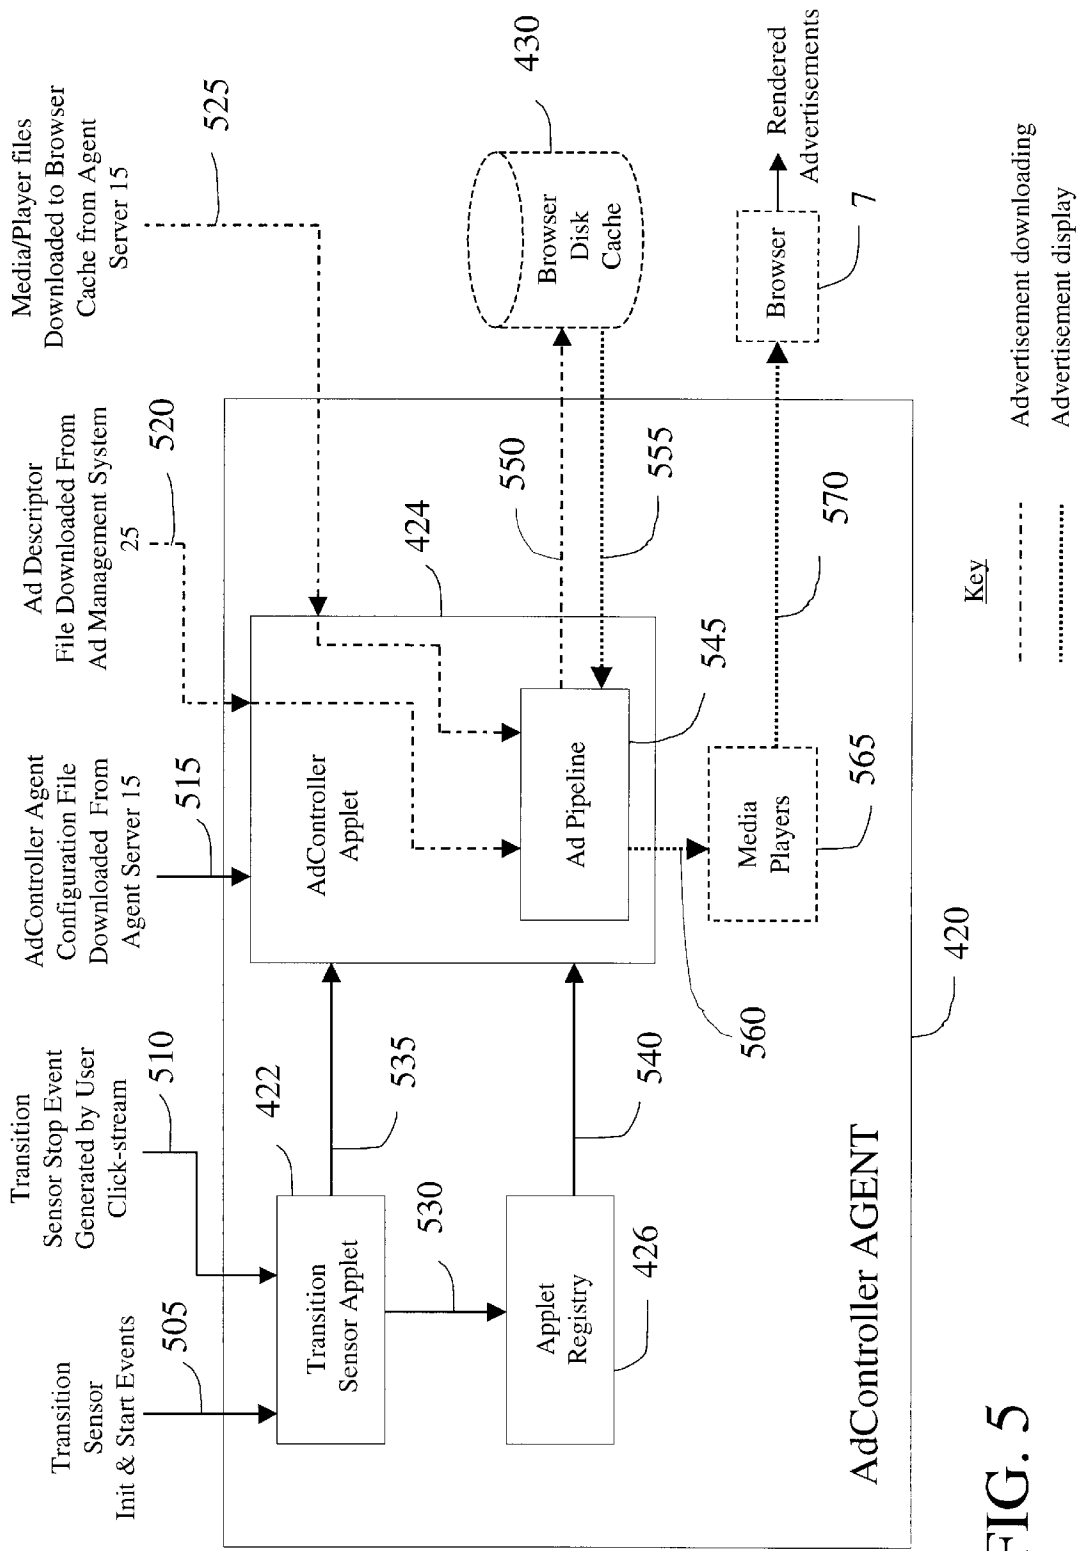 Transition
Sensor
Init & Start Events
505
Transition
Sensor Stop Event
Generated by User
Click-stream
510
AdController Agent
Configuration File
Downloaded From
Agent Server 15
515
Ad Descriptor
File Downloaded From
Ad Management System
25
520
Media/Player files
Downloaded to Browser
Cache from Agent
Server 15
525
Transition
Sensor Applet
422
530
535
Applet
Registry
426
540
AdController
Applet
424
Ad Pipeline
545
550
555
Browser
Disk
Cache
430
560
Media
Players
565
570
Browser
7
Rendered
Advertisements
AdController AGENT
420
Key
Advertisement downloading
Advertisement display
FIG. 5